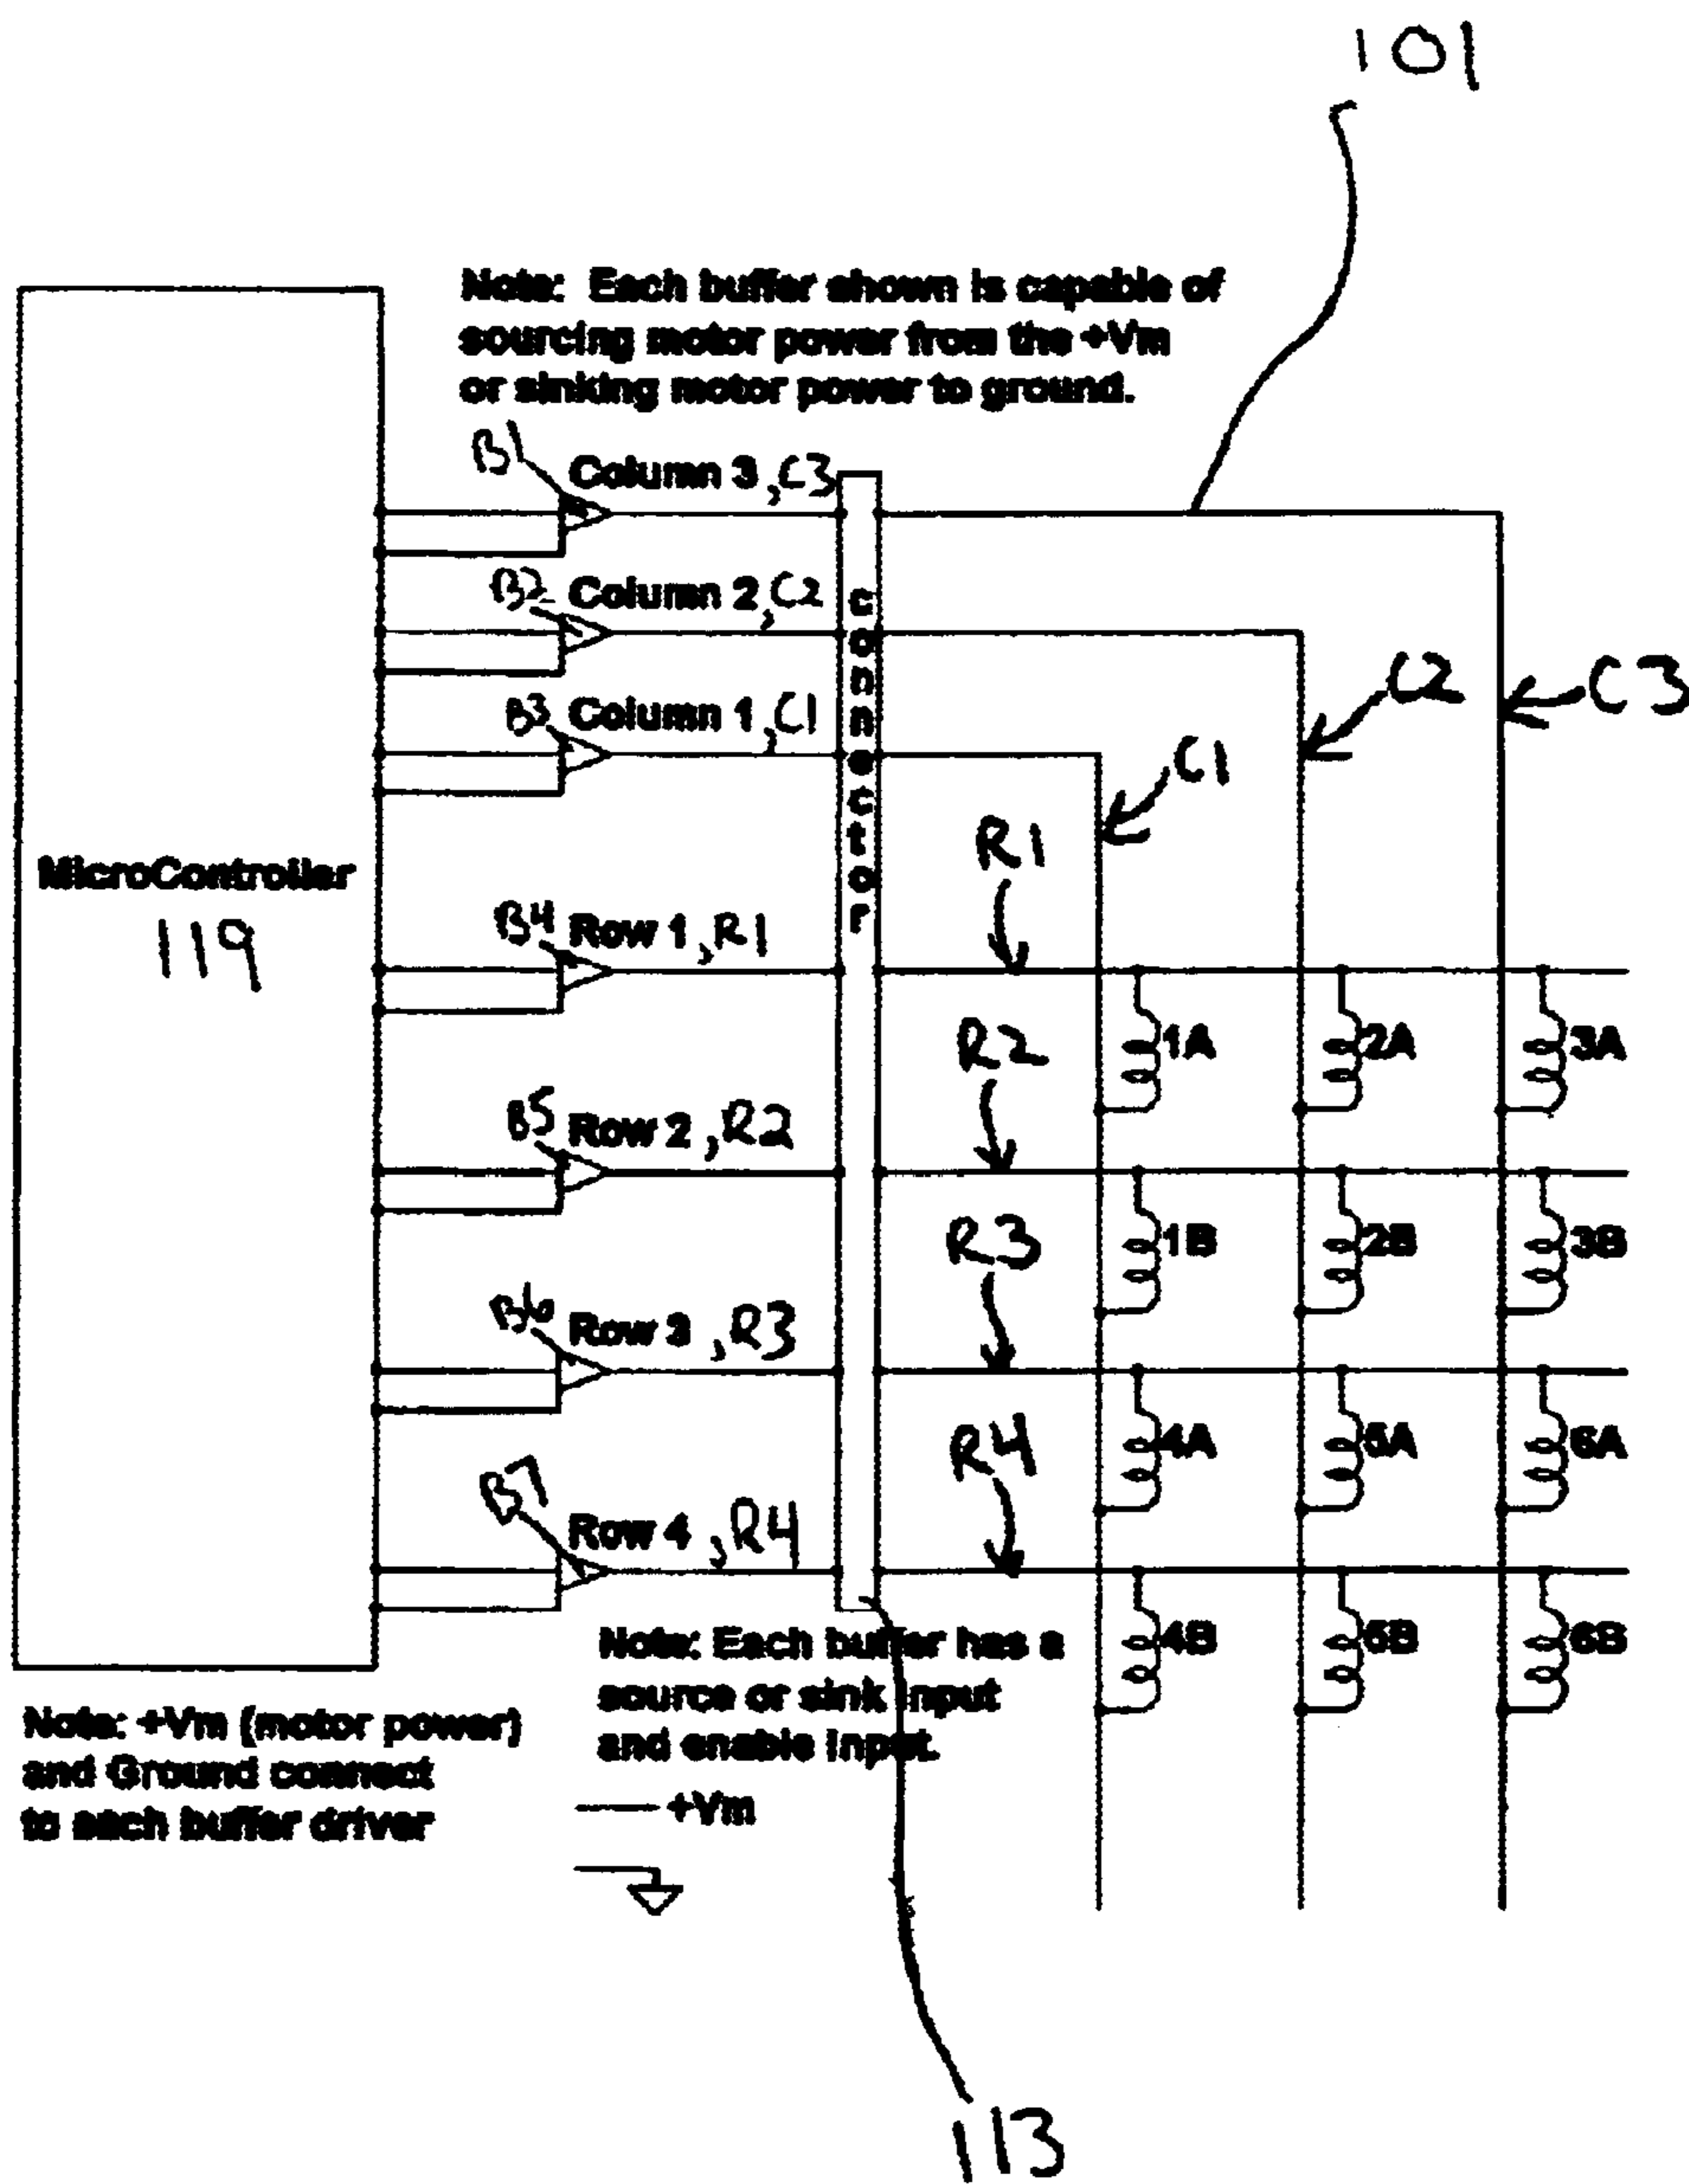 101
Note: Each buffer shown is capable of
sourcing motor power from the +Vm
or sinking motor power to ground.
B1
Column 3 ,C3
B2
Column 2 ,C2
B3
Column 1 ,C1
connector
C1
C2
C3
MicroController
119
B4
Row 1 ,R1
B5
Row 2 ,R2
B6
Row 3 ,R3
B7
Row 4 ,R4
R1
R2
R3
R4
1A
2A
3A
1B
2B
3B
4A
5A
6A
4B
5B
6B
Note: Each buffer has a
source or sink input
and enable input.
+Vm
Note: +Vm (motor power)
and Ground connect
to each buffer driver
113